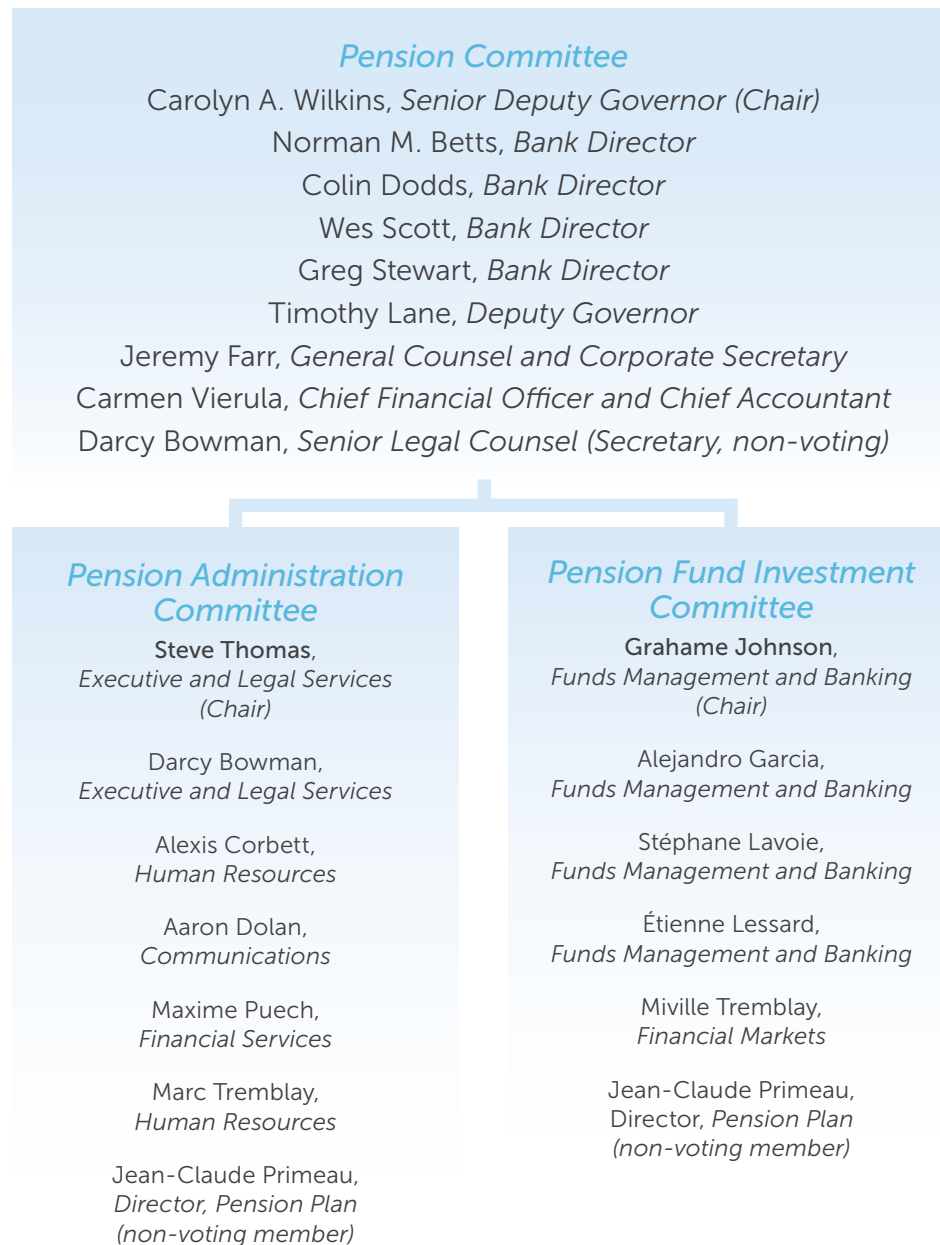 Pension Committee
Carolyn A. Wilkins, Senior Deputy Governor (Chair)
Norman M. Betts, Bank Director
Colin Dodds, Bank Director
Wes Scott, Bank Director
Greg Stewart, Bank Director
Timothy Lane, Deputy Governor
Jeremy Farr, General Counsel and Corporate Secretary
Carmen Vierula, Chief Financial Officer and Chief Accountant
Darcy Bowman, Senior Legal Counsel (Secretary, non-voting)
Pension Administration
Committee
Steve Thomas,
Executive and Legal Services
(Chair)
Darcy Bowman,
Executive and Legal Services
Alexis Corbett,
Human Resources
Aaron Dolan,
Communications
Maxime Puech,
Financial Services
Marc Tremblay,
Human Resources
Jean-Claude Primeau,
Director, Pension Plan
(non-voting member)
Pension Fund Investment
Committee
Grahame Johnson,
Funds Management and Banking
(Chair)
Alejandro Garcia,
Funds Management and Banking
Stéphane Lavoie,
Funds Management and Banking
Étienne Lessard,
Funds Management and Banking
Miville Tremblay,
Financial Markets
Jean-Claude Primeau,
Director, Pension Plan
(non-voting member)